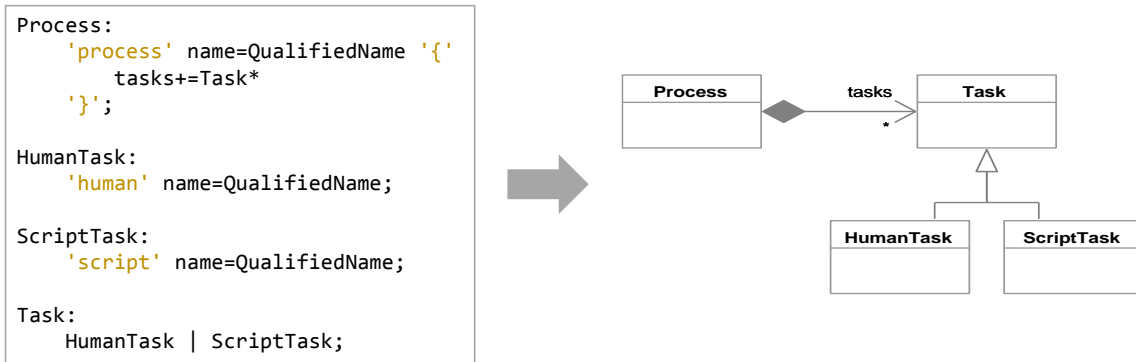 Process:
'process' name=QualifiedName '{'
tasks+=Task*
'}';
HumanTask:
'human' name=QualifiedName;
ScriptTask:
'script' name=QualifiedName;
Task:
HumanTask | ScriptTask;
Process
tasks
*
Task
HumanTask
ScriptTask